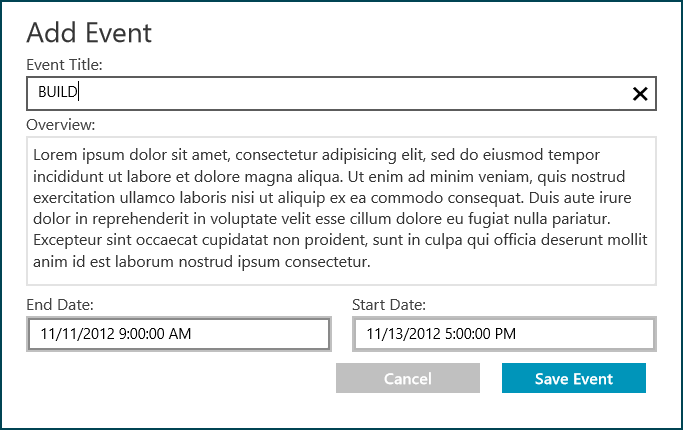 Add Event
Event Title:
BUILD
Overview:
Lorem ipsum dolor sit amet, consectetur adipisicing elit, sed do eiusmod tempor
incididunt ut labore et dolore magna aliqua. Ut enim ad minim veniam, quis nostrud
exercitation ullamco laboris nisi ut aliquip ex ea commodo consequat. Duis aute irure
dolor in reprehenderit in voluptate velit esse cillum dolore eu fugiat nulla pariatur.
Excepteur sint occaecat cupidatat non proident, sunt in culpa qui officia deserunt mollit
anim id est laborum nostrud ipsum consectetur.
End Date:
11/11/2012 9:00:00 AM
Start Date:
11/13/2012 5:00:00 PM
Cancel
Save Event